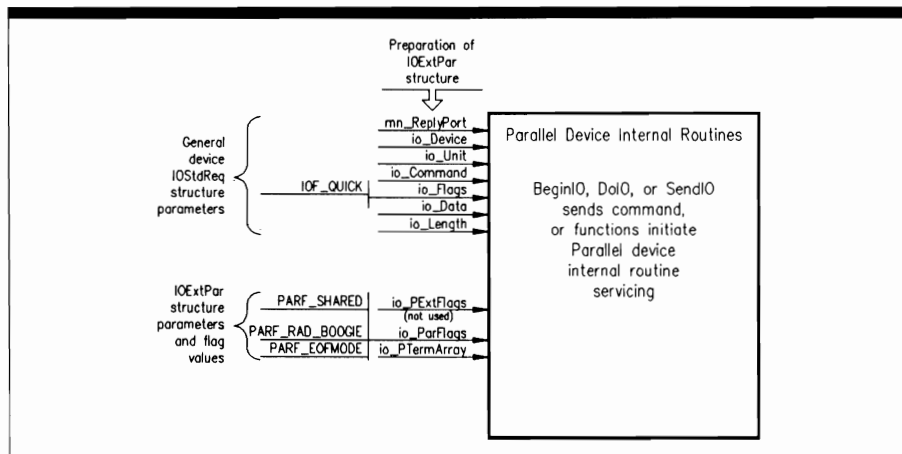 Preparation of
IOExtPar
structure
General
device
IOStdReq
structure
parameters
IOF_QUICK
mn_ReplyPort
io_Device
io_Unit
io_Command
io_Flags
io_Data
io_Length
IOExtPar
structure
parameters
and flag
values
PARF_SHARED
PARF_RAD_BOOGIE
PARF_EOFMODE
io_PExtFlags
(not used)
io_ParFlags
io_PTermArray
Parallel Device Internal Routines
BeginIO, DoIO, or SendIO
sends command,
or functions initiate
Parallel device
internal routine
servicing